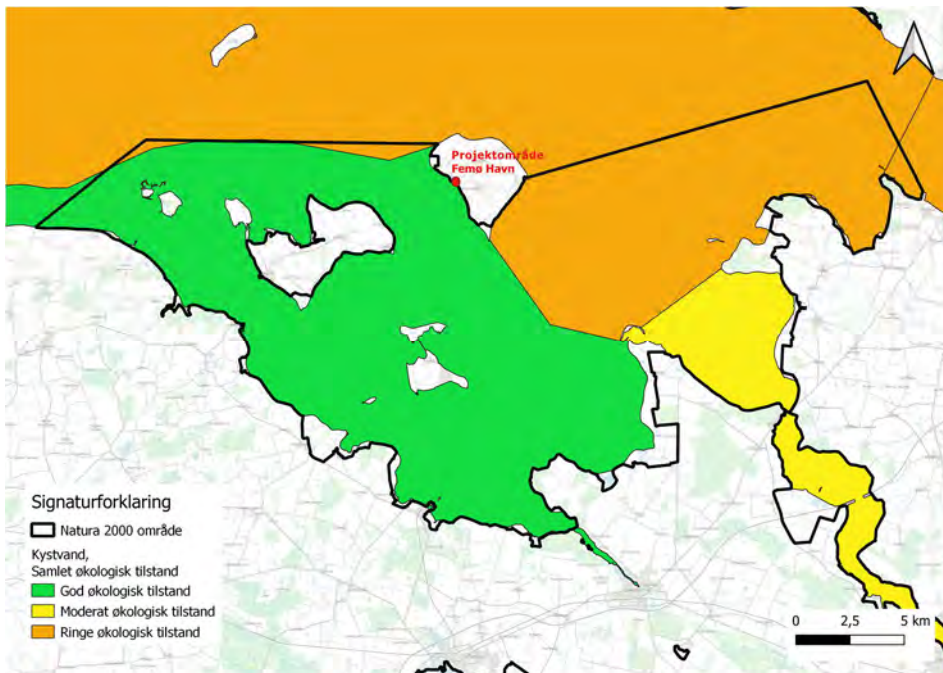 Projektområde
Femø Havn
Signaturforklaring
Natura 2000 område
Kystvand,
Samlet økologisk tilstand
God økologisk tilstand
Moderat økologisk tilstand
Ringe økologisk tilstand
0 2,5 5 km